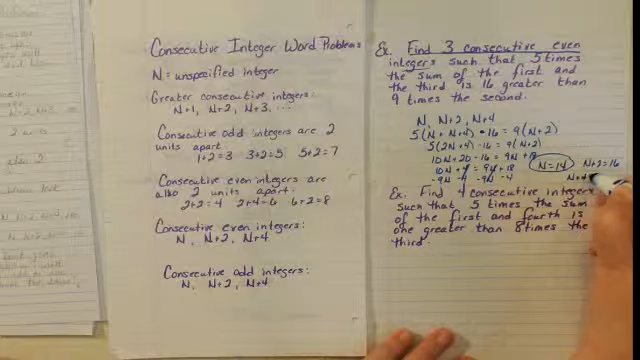 Consecutive Integer Word Problems
N = unspecified integer
Greater consecutive integers:
N+1, N+2, N+3, ...
Consecutive odd integers are 2
units apart.
1+2=3 3+2=5 5+2=7
Consecutive even integers are
also 2 units apart.
2+2=4 2+4=6 6+2=8
Consecutive even integers:
N, N+2, N+4
Consecutive odd integers:
N, N+2, N+4
Ex. Find 3 consecutive even
integers such that 5 times
the sum of the first and
the third is 16 greater than
9 times the second.
N, N+2, N+4
5(N+N+4) -16 = 9(N+2)
5(2N+4) -16 = 9(N+2)
10N+20-16 = 9N+18
10N+4 = 9N+18
-9N -4 -9N -4
N=14 N+2=16
N+4
Ex. Find 4 consecutive integers
such that 5 times the sum
of the first and fourth is
one greater than 8 times the
third.